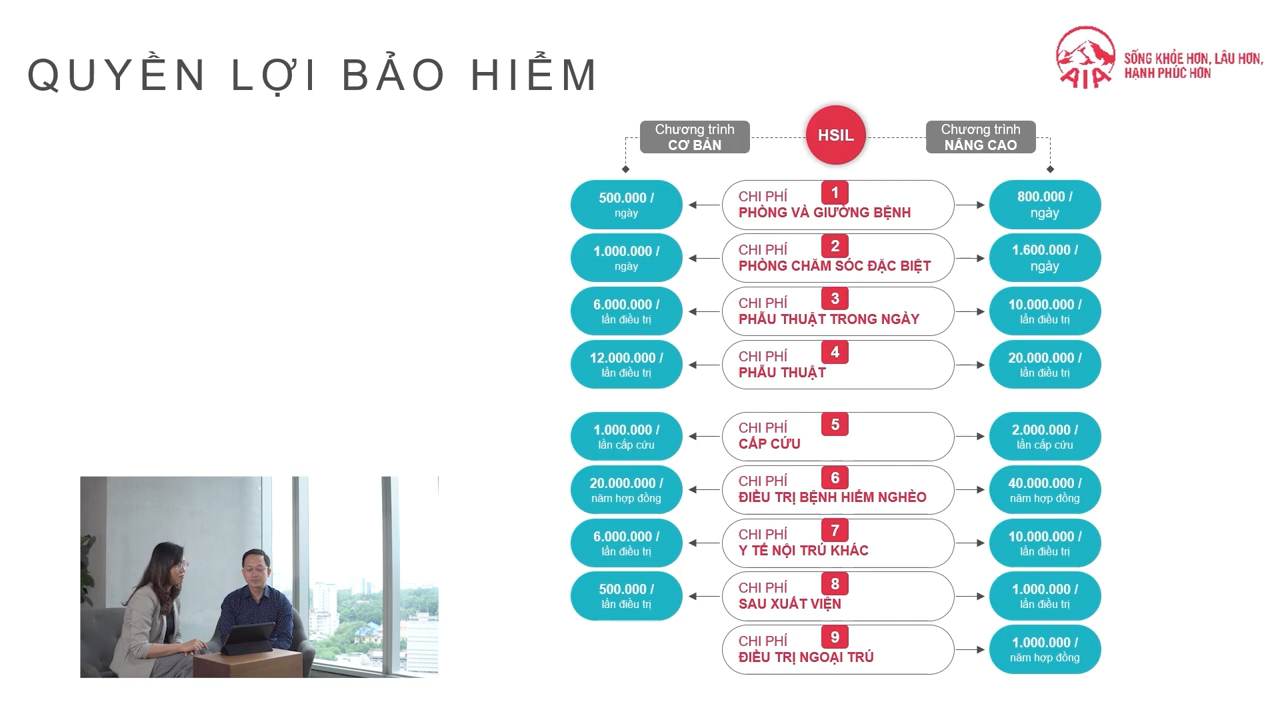 QUYỀN LỢI BẢO HIỂM
AIA
SỐNG KHỎE HƠN, LÂU HƠN,
HẠNH PHÚC HƠN
Chương trình
CƠ BẢN
HSIL
Chương trình
NÂNG CAO
500.000 /
ngày
CHI PHÍ
1
PHÒNG VÀ GIƯỜNG BỆNH
800.000 /
ngày
1.000.000 /
ngày
CHI PHÍ
2
PHÒNG CHĂM SÓC ĐẶC BIỆT
1.600.000 /
ngày
6.000.000 /
lần điều trị
CHI PHÍ
3
PHẪU THUẬT TRONG NGÀY
10.000.000 /
lần điều trị
12.000.000 /
lần điều trị
CHI PHÍ
4
PHẪU THUẬT
20.000.000 /
lần điều trị
1.000.000 /
lần cấp cứu
CHI PHÍ
5
CẤP CỨU
2.000.000 /
lần cấp cứu
20.000.000 /
năm hợp đồng
CHI PHÍ
6
ĐIỀU TRỊ BỆNH HIỂM NGHÈO
40.000.000 /
năm hợp đồng
6.000.000 /
lần điều trị
CHI PHÍ
7
Y TẾ NỘI TRÚ KHÁC
10.000.000 /
lần điều trị
500.000 /
lần điều trị
CHI PHÍ
8
SAU XUẤT VIỆN
1.000.000 /
lần điều trị
CHI PHÍ
9
ĐIỀU TRỊ NGOẠI TRÚ
1.000.000 /
năm hợp đồng